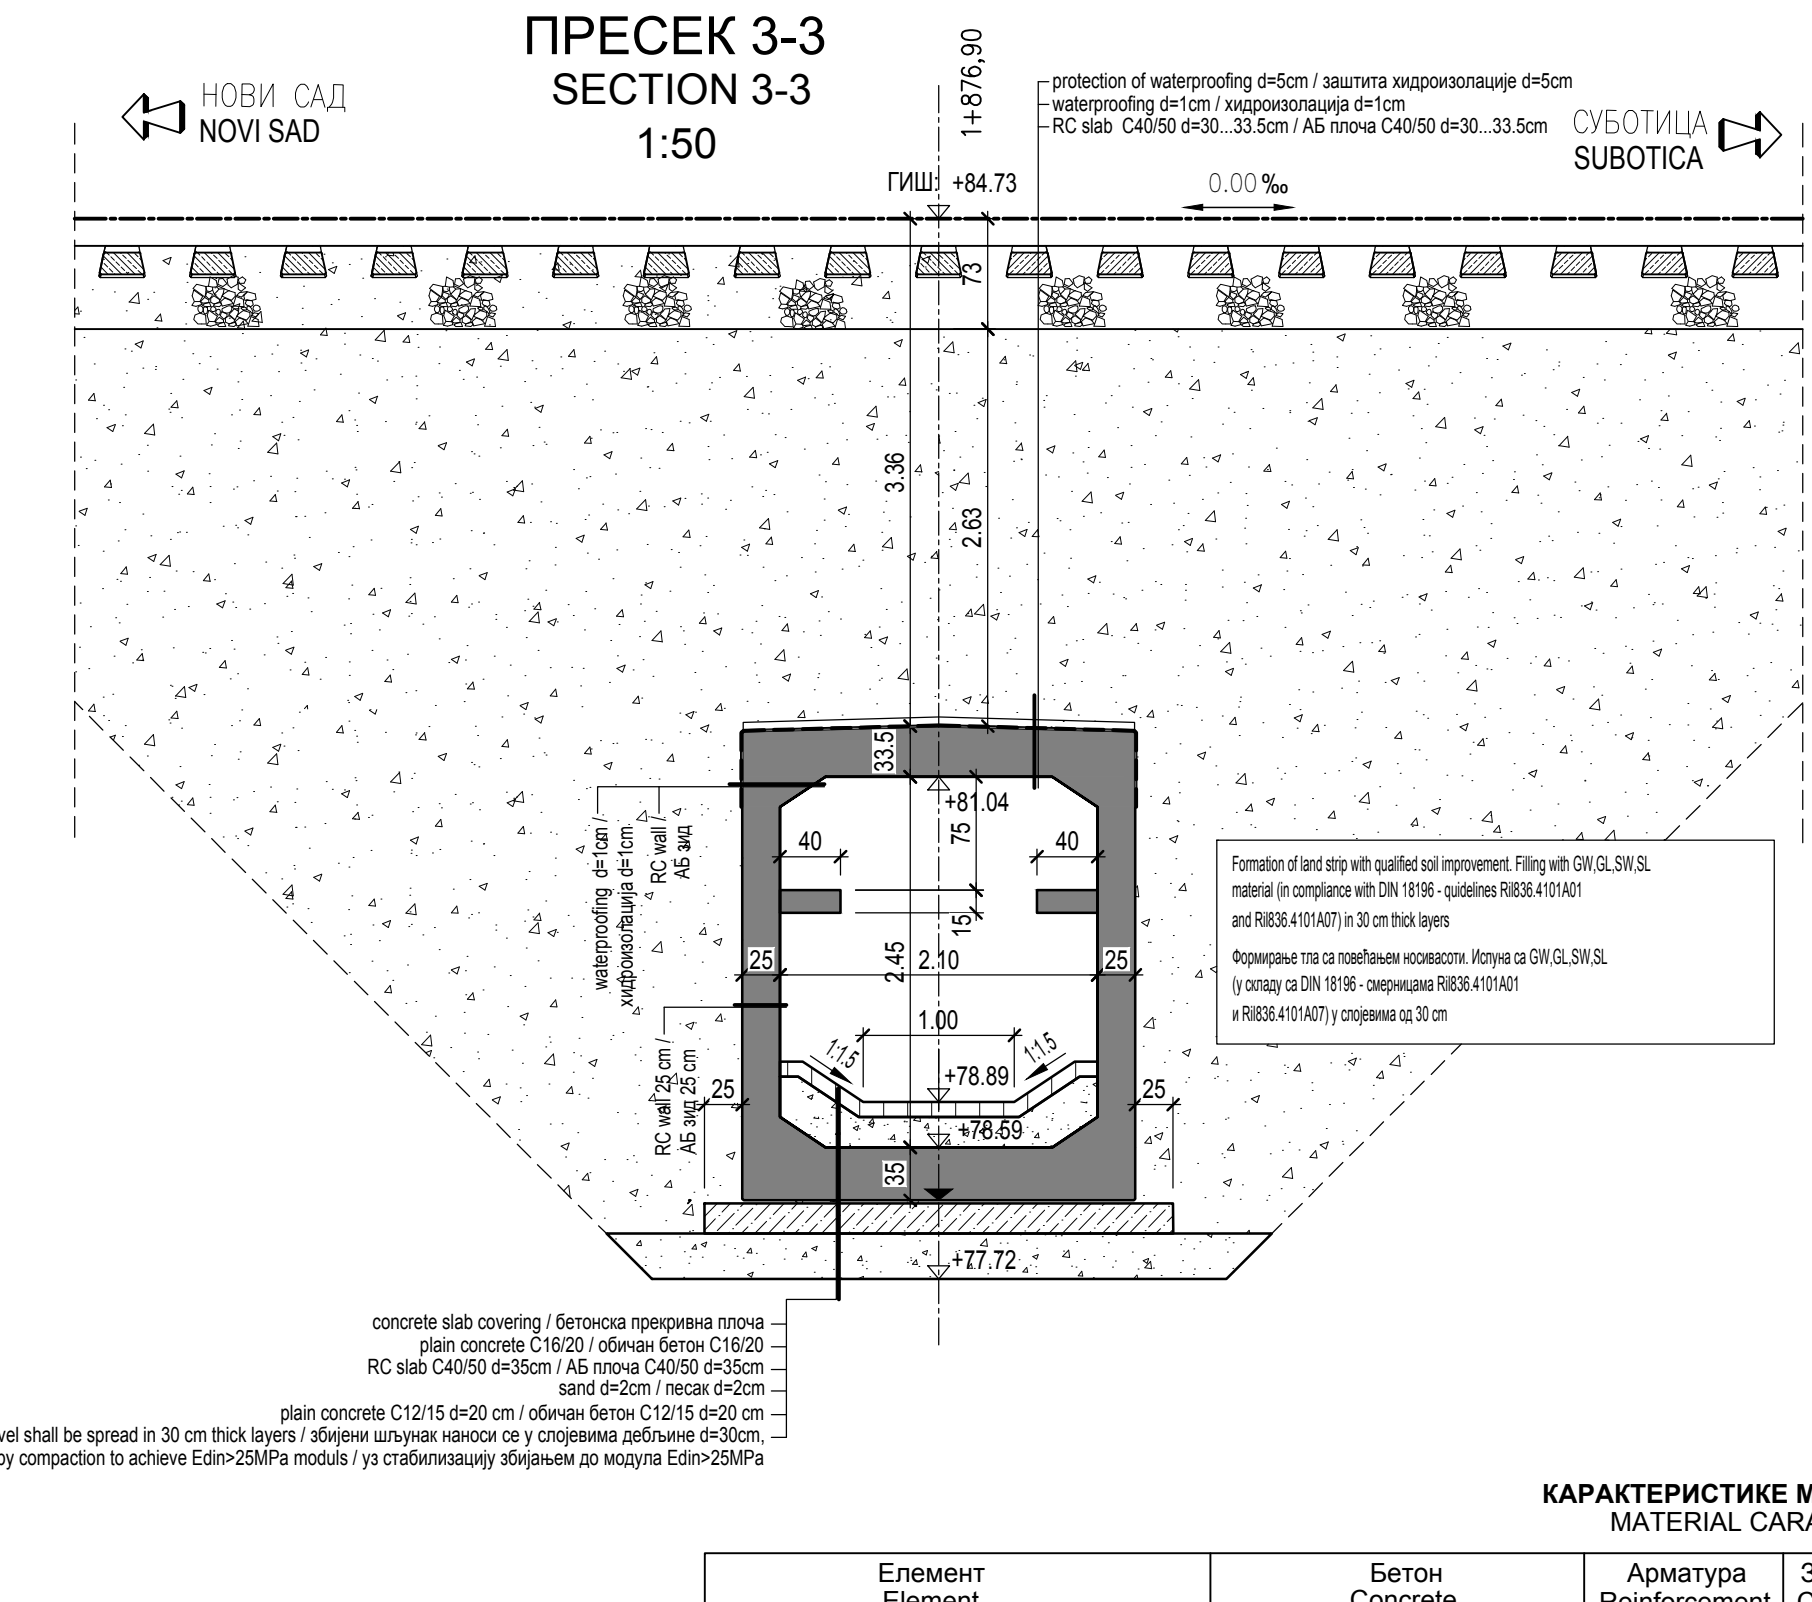 ПРЕСЕК 3-3
SECTION 3-3
1:50
НОВИ САД
NOVI SAD
1+876,90
protection of waterproofing d=5cm / заштита хидроизолације d=5cm
waterproofing d=1cm / хидроизолација d=1cm
RC slab C40/50 d=30...33.5cm / АБ плоча C40/50 d=30...33.5cm
СУБОТИЦА
SUBOTICA
ГИШ: +84.73
0.00 ‰
73
3.36
2.63
33.5
+81.04
75
40
40
15
waterproofing d=1cm /
хидроизолација d=1cm
RC wall /
АБ зид
25
2.45
2.10
25
1.00
1:1.5
1:1.5
+78.89
25
25
RC wall 25 cm /
АБ зид 25 cm
+78.59
35
+77.72
Formation of land strip with qualified soil improvement. Filling with GW,GL,SW,SL
material (in compliance with DIN 18196 - quidelines Ril836.4101A01
and Ril836.4101A07) in 30 cm thick layers
Формирање тла са повећањем носивасоти. Испуна са GW,GL,SW,SL
(у складу са DIN 18196 - смерницама Ril836.4101A01
и Ril836.4101A07) у слојевима од 30 cm
concrete slab covering / бетонска прекривна плоча
plain concrete C16/20 / обичан бетон C16/20
RC slab C40/50 d=35cm / АБ плоча C40/50 d=35cm
sand d=2cm / песак d=2cm
plain concrete C12/15 d=20 cm / обичан бетон C12/15 d=20 cm
vel shall be spread in 30 cm thick layers / збијени шљунак наноси се у слојевима дебљине d=30cm,
by compaction to achieve Edin>25MPa moduls / уз стабилизацију збијањем до модула Edin>25MPa
КАРАКТЕРИСТИКЕ М
MATERIAL CARA
Елемент
Element
Бетон
Concrete
Арматура
Reinforcement